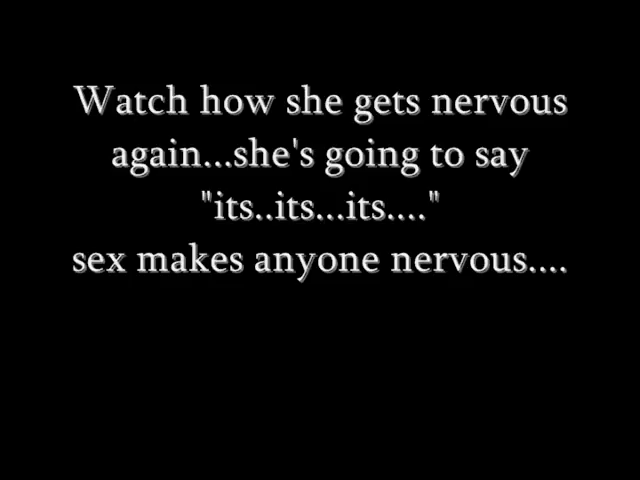 Watch how she gets nervous
again...she's going to say
"its..its...its...."
sex makes anyone nervous....